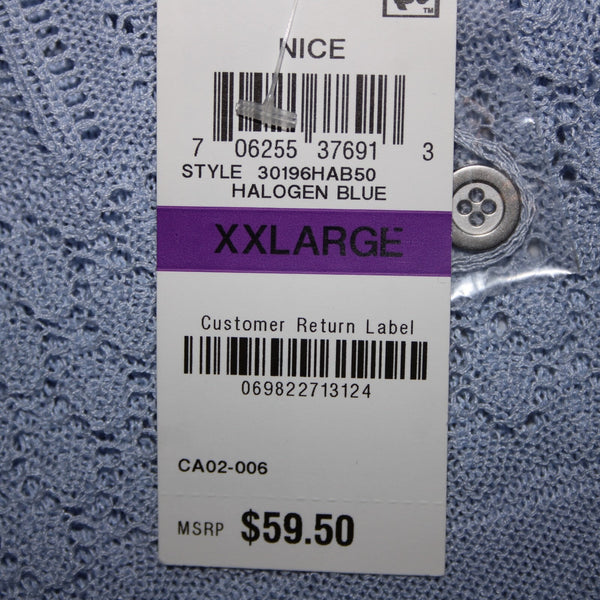 TM
NICE
7 06255 37691 3
STYLE 30196HAB50
HALOGEN BLUE
XXLARGE
Customer Return Label
069822713124
CA02-006
MSRP $59.50